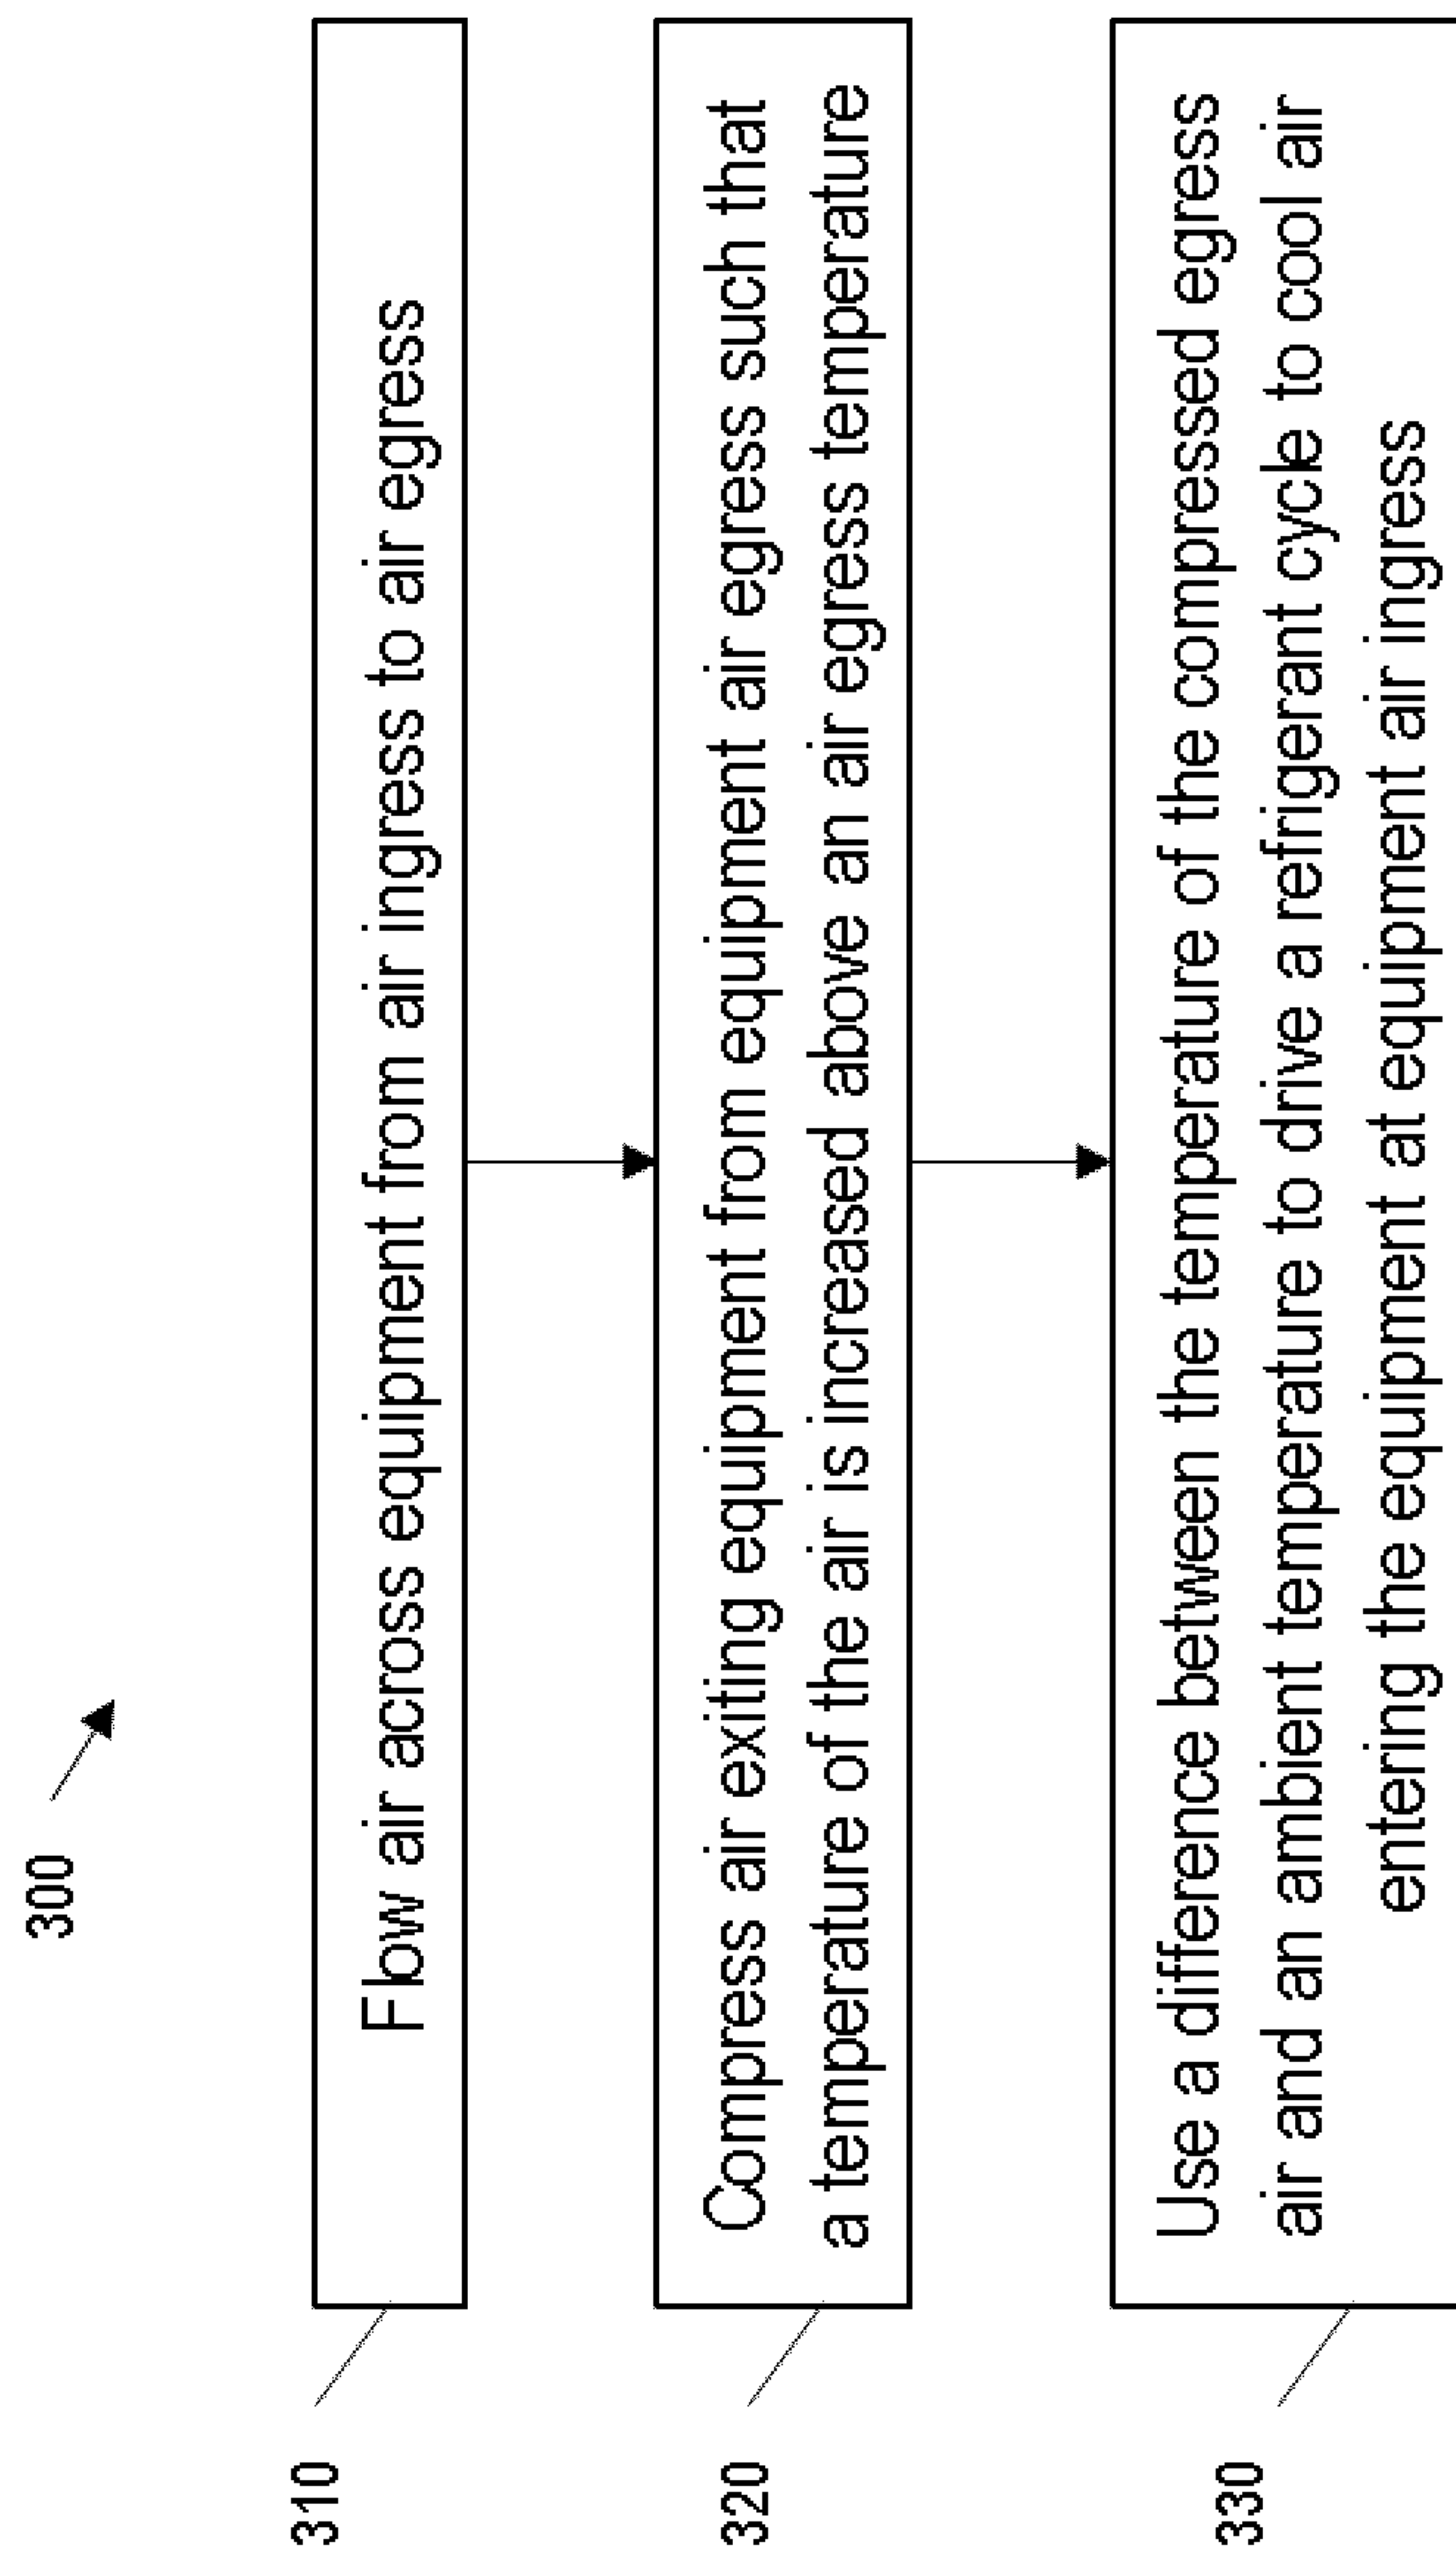 300
310
Flow air across equipment from air ingress to air egress
320
Compress air exiting equipment from equipment air egress such that
a temperature of the air is increased above an air egress temperature
330
Use a difference between the temperature of the compressed egress
air and an ambient temperature to drive a refrigerant cycle to cool air
entering the equipment at equipment air ingress